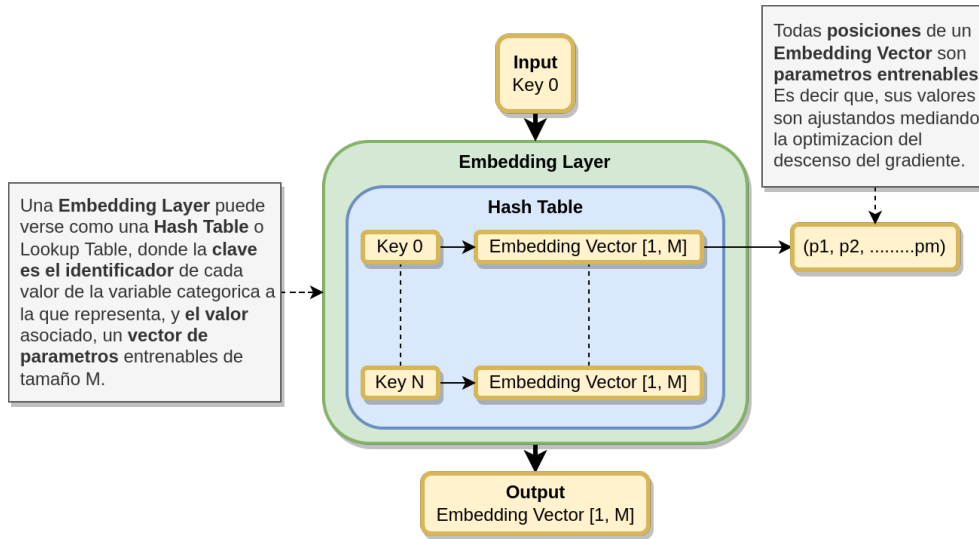 Todas posiciones de un
Embedding Vector son
parametros entrenables
Es decir que, sus valores
son ajustandos mediando
la optimizacion del
descenso del gradiente.
Input
Key 0
Embedding Layer
Hash Table
Una Embedding Layer puede
verse como una Hash Table o
Lookup Table, donde la clave
es el identificador de cada
valor de la variable categorica a
la que representa, y el valor
asociado, un vector de
parametros entrenables de
tamaño M.
Key 0
Embedding Vector [1, M]
(p1, p2, .........pm)
Key N
Embedding Vector [1, M]
Output
Embedding Vector [1, M]